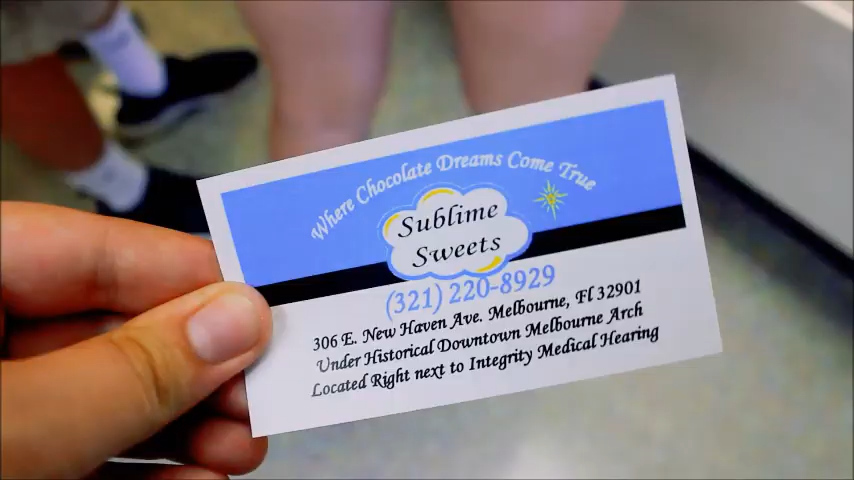 Where Chocolate Dreams Come True
Sublime
Sweets
(321) 220-8929
306 E. New Haven Ave. Melbourne, Fl 32901
Under Historical Downtown Melbourne Arch
Located Right next to Integrity Medical Hearing